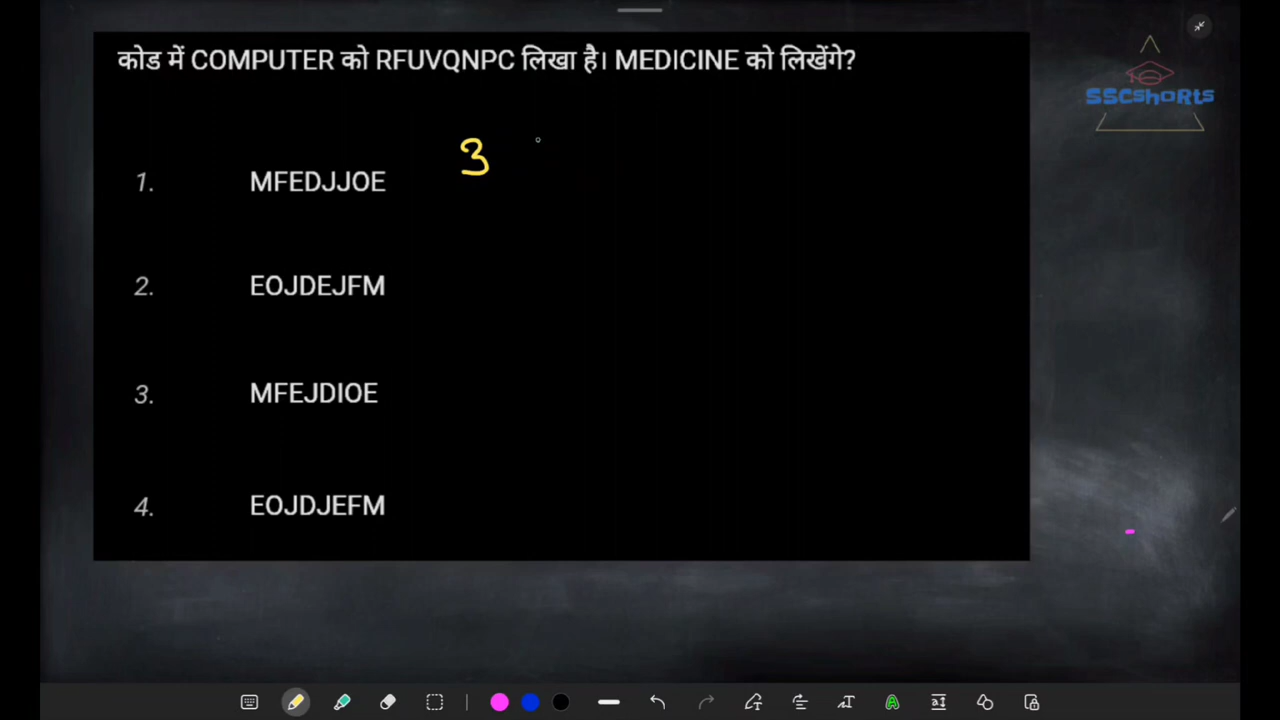 कोड में COMPUTER को RFUVQNPC लिखा है। MEDICINE को लिखेंगे?
SSCshoRts
3
1. MFEDJJOE
2. EOJDEJFM
3. MFEJDIOE
4. EOJDJEFM